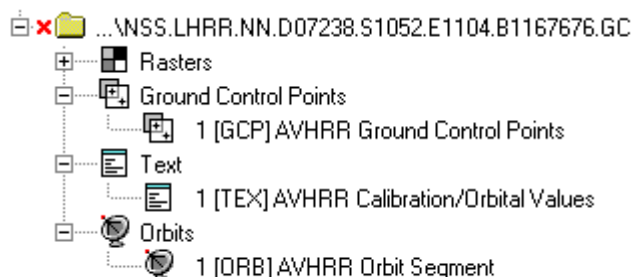 ...\NSS.LHRR.NN.D07238.S1052.E1104.B1167676.GC
Rasters
Ground Control Points
1 [GCP] AVHRR Ground Control Points
Text
1 [TEX] AVHRR Calibration/Orbital Values
Orbits
1 [ORB] AVHRR Orbit Segment